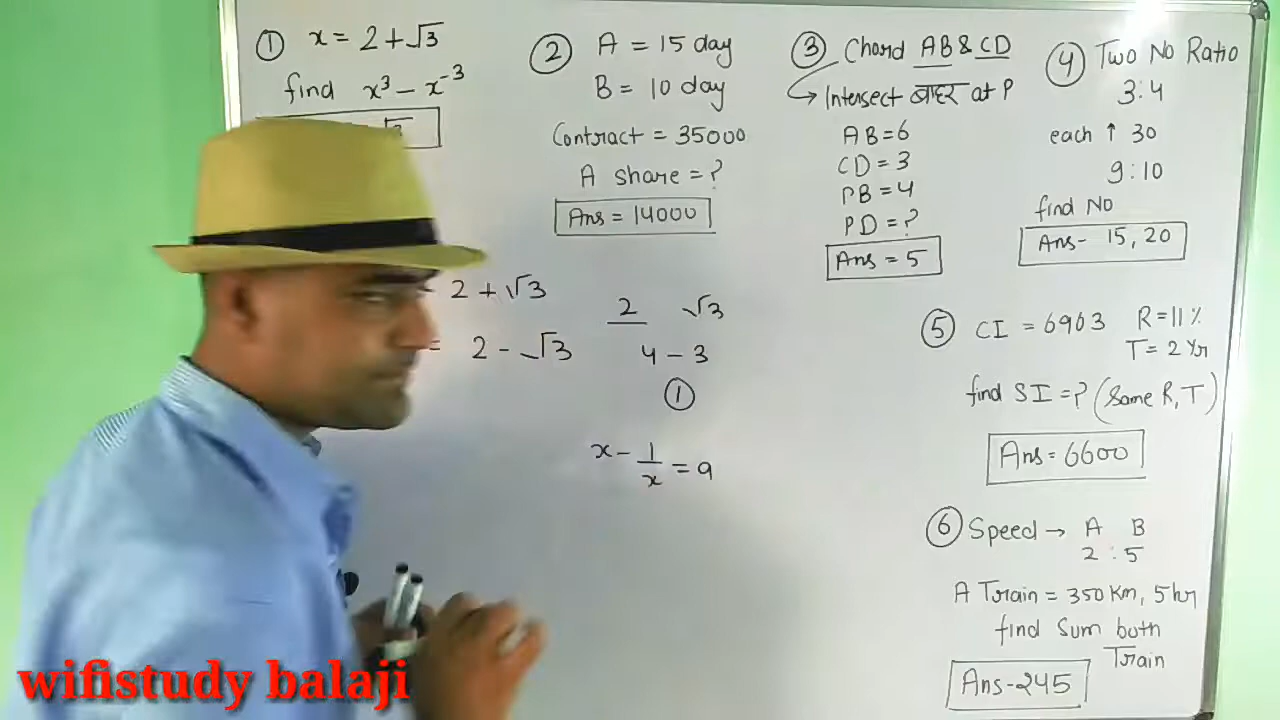 ① x = 2 + √3
find x³ - x⁻³
√3
② A = 15 day
B = 10 day
Contract = 35000
A share = ?
Ans = 14000
③ Chord AB & CD
Intersect बाहर at P
AB = 6
CD = 3
PB = 4
PD = ?
Ans = 5
④ Two No Ratio
3:4
each ↑ 30
9:10
find No
Ans - 15, 20
2 + √3
= 2 - √3
2 √3
4 - 3
①
x - 1/x = 9
⑤ CI = 6963 R = 11%
T = 2 Yr
find SI = ? (Same R, T)
Ans = 6600
⑥ Speed → A B
2 : 5
A Train = 350 Km, 5 hr
find Sum both
Train
Ans - 245
wifistudy balaji